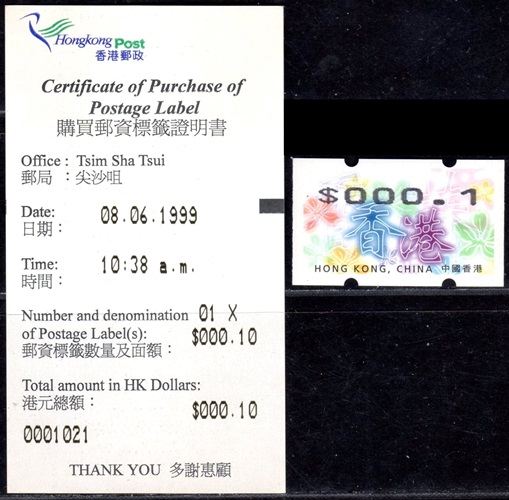 Hongkong Post
香港郵政
Certificate of Purchase of
Postage Label
購買郵資標籤證明書
Office : Tsim Sha Tsui
郵局 : 尖沙咀
Date: 08.06.1999
日期 :
Time: 10:38 a.m.
時間 :
Number and denomination 01 X
of Postage Label(s): $000.10
郵資標籤數量及面額 :
Total amount in HK Dollars:
港元總額 : $000.10
0001021
THANK YOU 多謝惠顧
$000.1
香港
HONG KONG, CHINA 中國香港